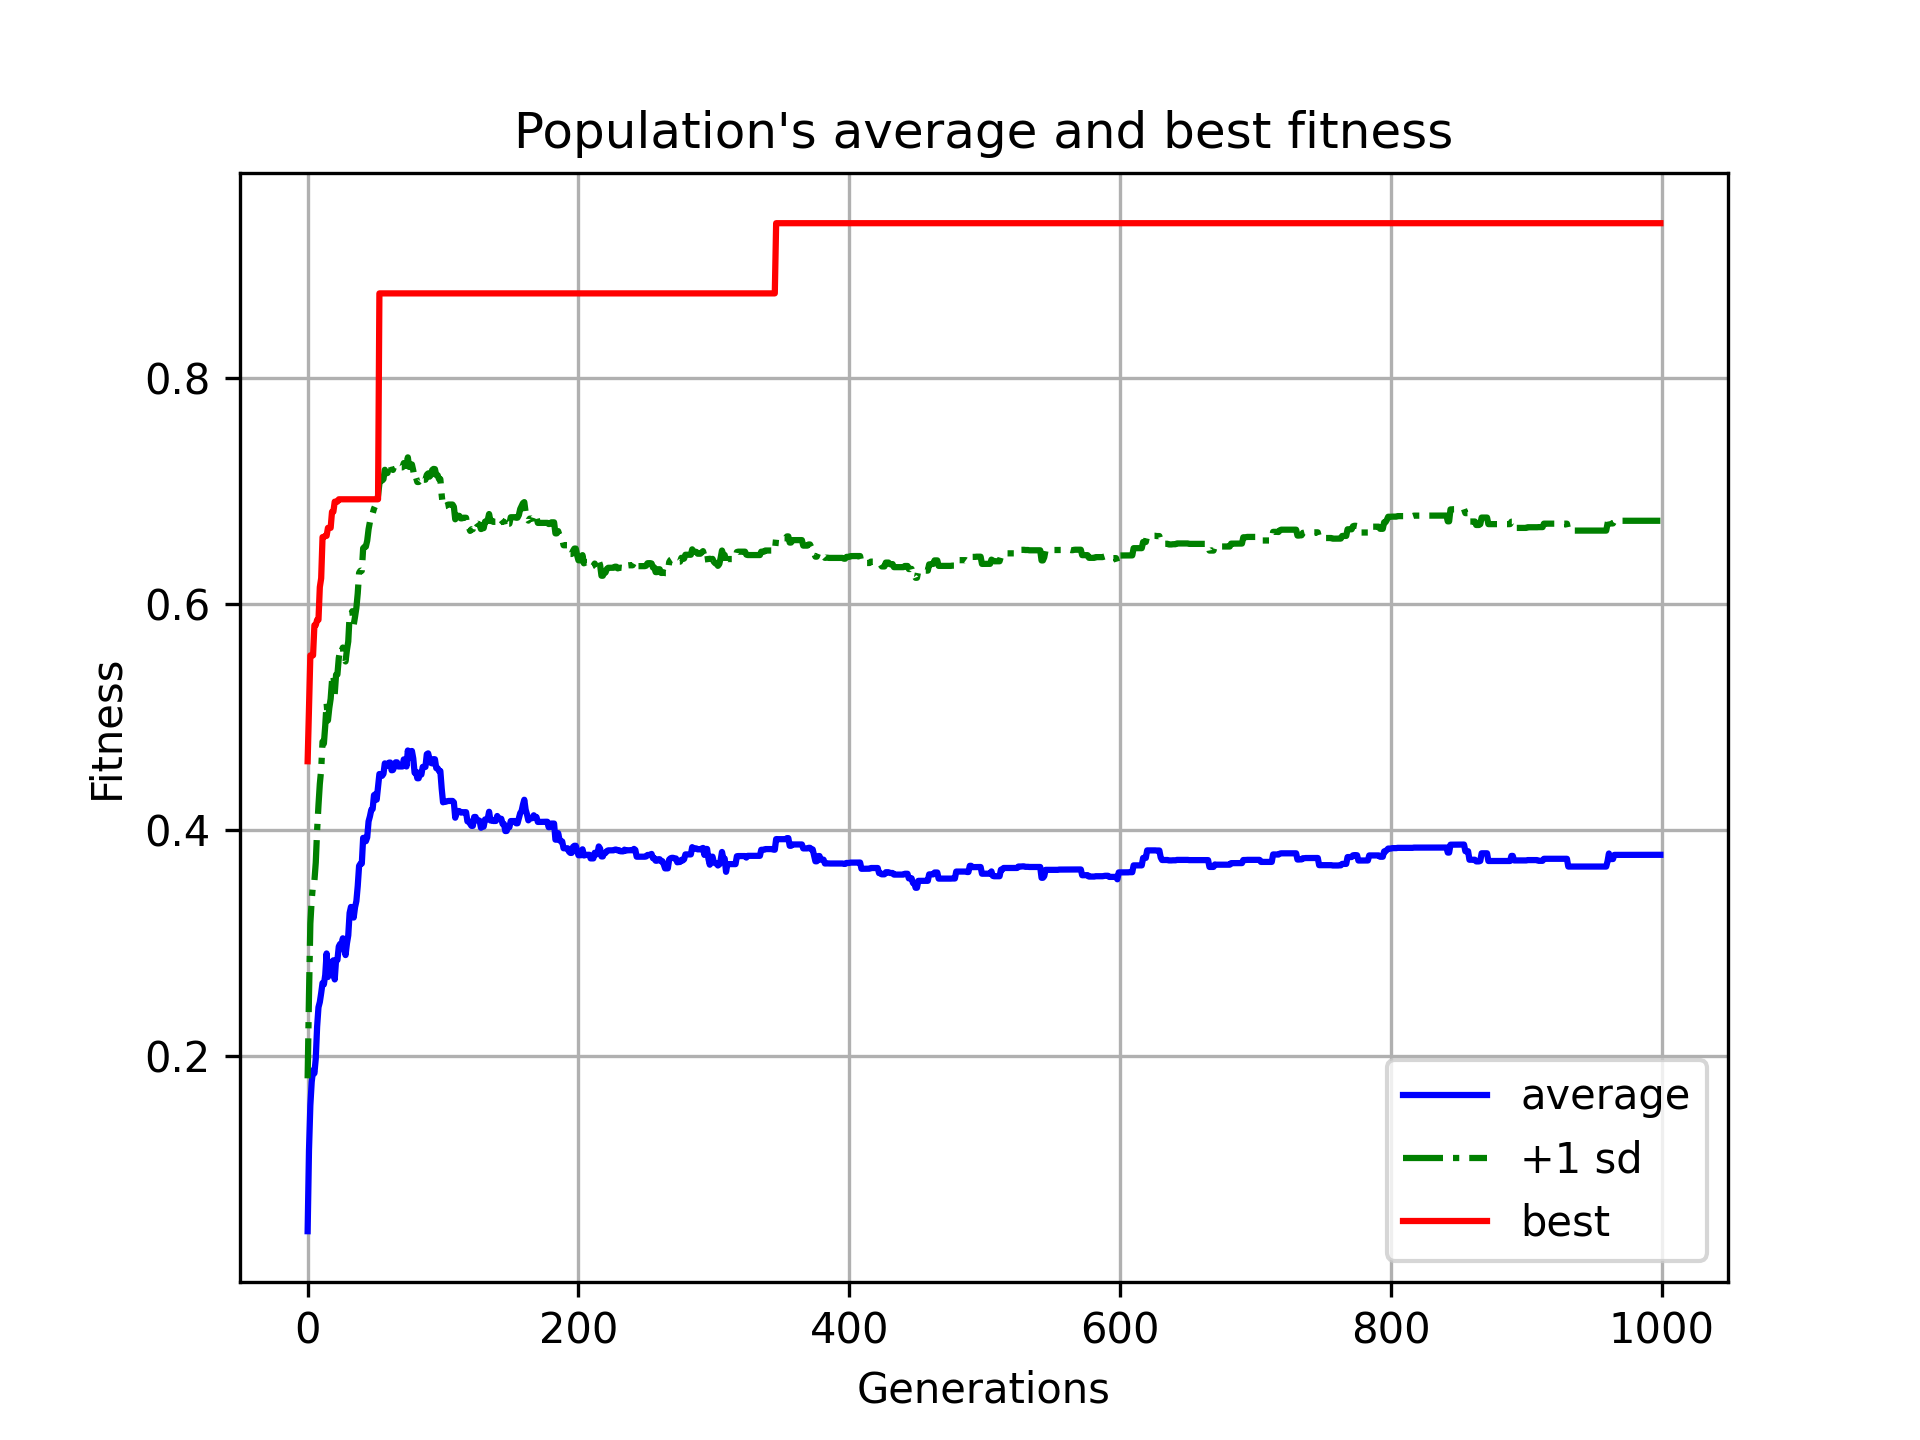 Population's average and best fitness
Fitness
0.8
0.6
0.4
0.2
average
+1 sd
best
0 200 400 600 800 1000
Generations